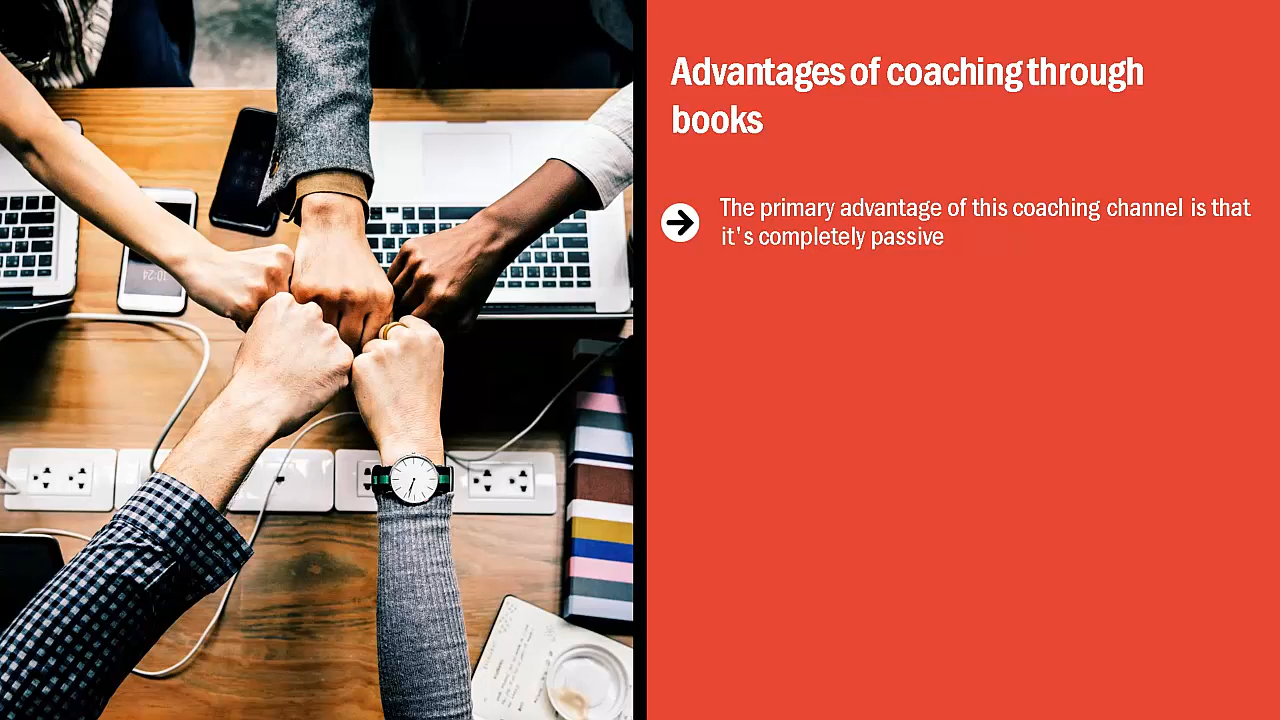 Advantages of coaching through
books
The primary advantage of this coaching channel is that
it's completely passive